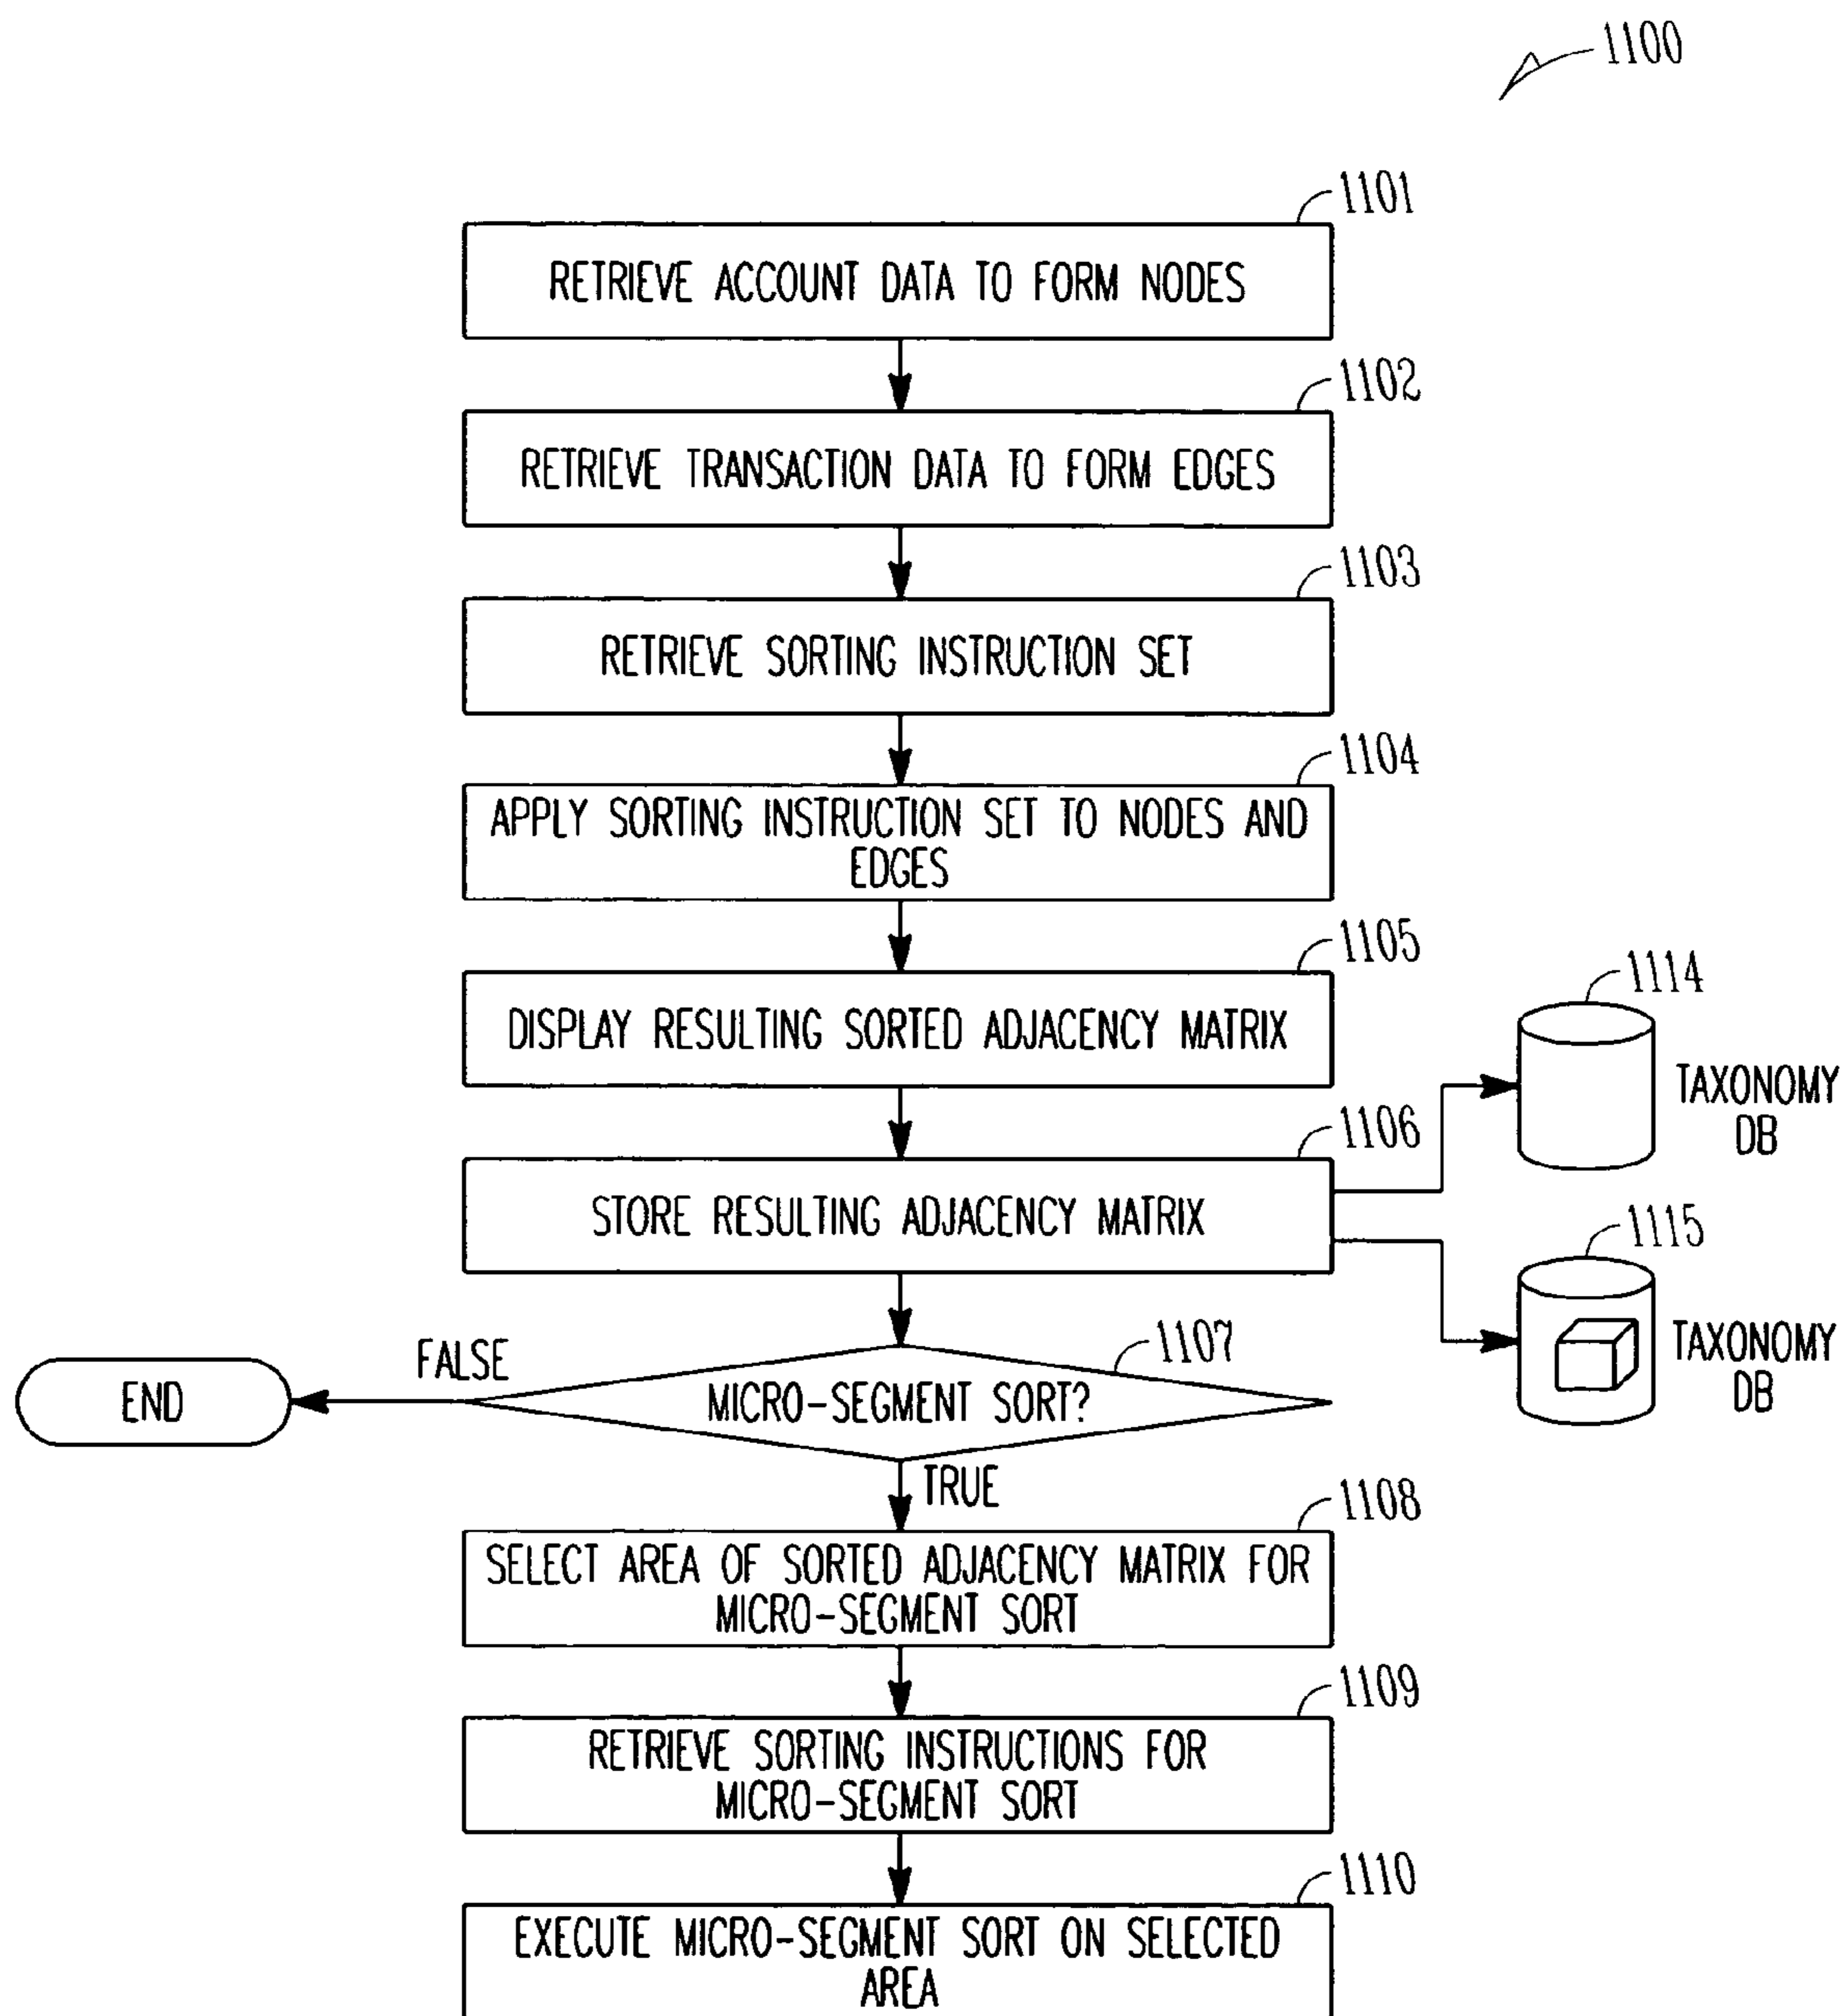 1100
1101
RETRIEVE ACCOUNT DATA TO FORM NODES
1102
RETRIEVE TRANSACTION DATA TO FORM EDGES
1103
RETRIEVE SORTING INSTRUCTION SET
1104
APPLY SORTING INSTRUCTION SET TO NODES AND
EDGES
1105
DISPLAY RESULTING SORTED ADJACENCY MATRIX
1114
TAXONOMY
DB
1106
STORE RESULTING ADJACENCY MATRIX
1115
TAXONOMY
DB
1107
MICRO-SEGMENT SORT?
FALSE
END
TRUE
1108
SELECT AREA OF SORTED ADJACENCY MATRIX FOR
MICRO-SEGMENT SORT
1109
RETRIEVE SORTING INSTRUCTIONS FOR
MICRO-SEGMENT SORT
1110
EXECUTE MICRO-SEGMENT SORT ON SELECTED
AREA